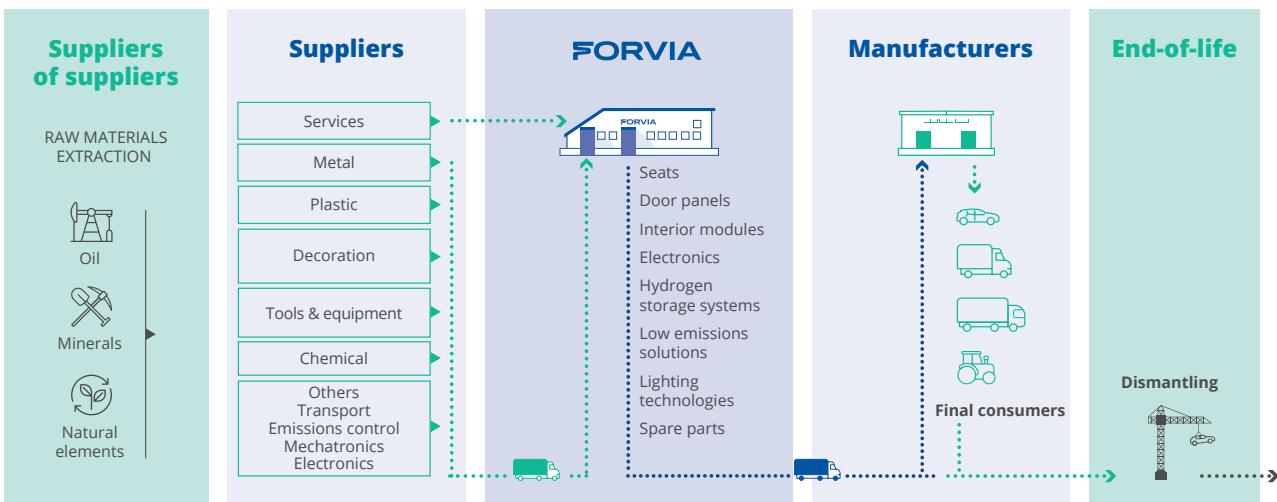 Suppliers
of suppliers
RAW MATERIALS
EXTRACTION
Oil
Minerals
Natural
elements
Suppliers
Services
Metal
Plastic
Decoration
Tools & equipment
Chemical
Others
Transport
Emissions control
Mechatronics
Electronics
FORVIA
FORVIA
Seats
Door panels
Interior modules
Electronics
Hydrogen
storage systems
Low emissions
solutions
Lighting
technologies
Spare parts
Manufacturers
Final consumers
End-of-life
Dismantling